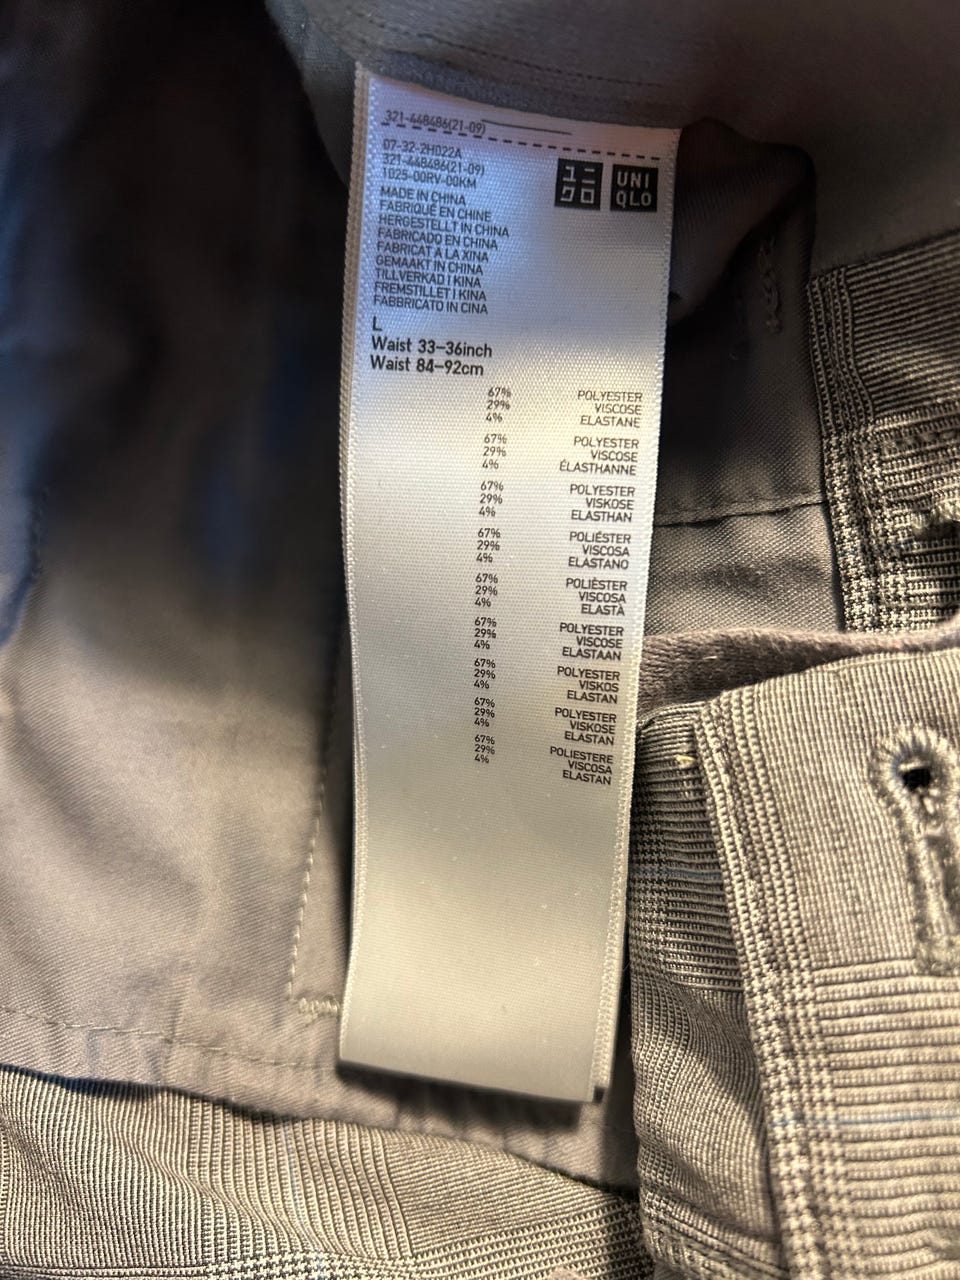 321-448486(21-09)
07-32-2H022A
321-448486(21-09)
1025-00RV-00KM
ユニ
クロ
UNI
QLO
MADE IN CHINA
FABRIQUÉ EN CHINE
HERGESTELLT IN CHINA
FABRICADO EN CHINA
FABRICAT A LA XINA
GEMAAKT IN CHINA
TILLVERKAD I KINA
FREMSTILLET I KINA
FABBRICATO IN CINA
L
Waist 33–36inch
Waist 84–92cm
67% POLYESTER
29% VISCOSE
4% ELASTANE
67% POLYESTER
29% VISCOSE
4% ÉLASTHANNE
67% POLYESTER
29% VISKOSE
4% ELASTHAN
67% POLIÉSTER
29% VISCOSA
4% ELASTANO
67% POLIÈSTER
29% VISCOSA
4% ELASTÀ
67% POLYESTER
29% VISCOSE
4% ELASTAAN
67% POLYESTER
29% VISKOS
4% ELASTAN
67% POLYESTER
29% VISKOSE
4% ELASTAN
67% POLIESTERE
29% VISCOSA
4% ELASTAN